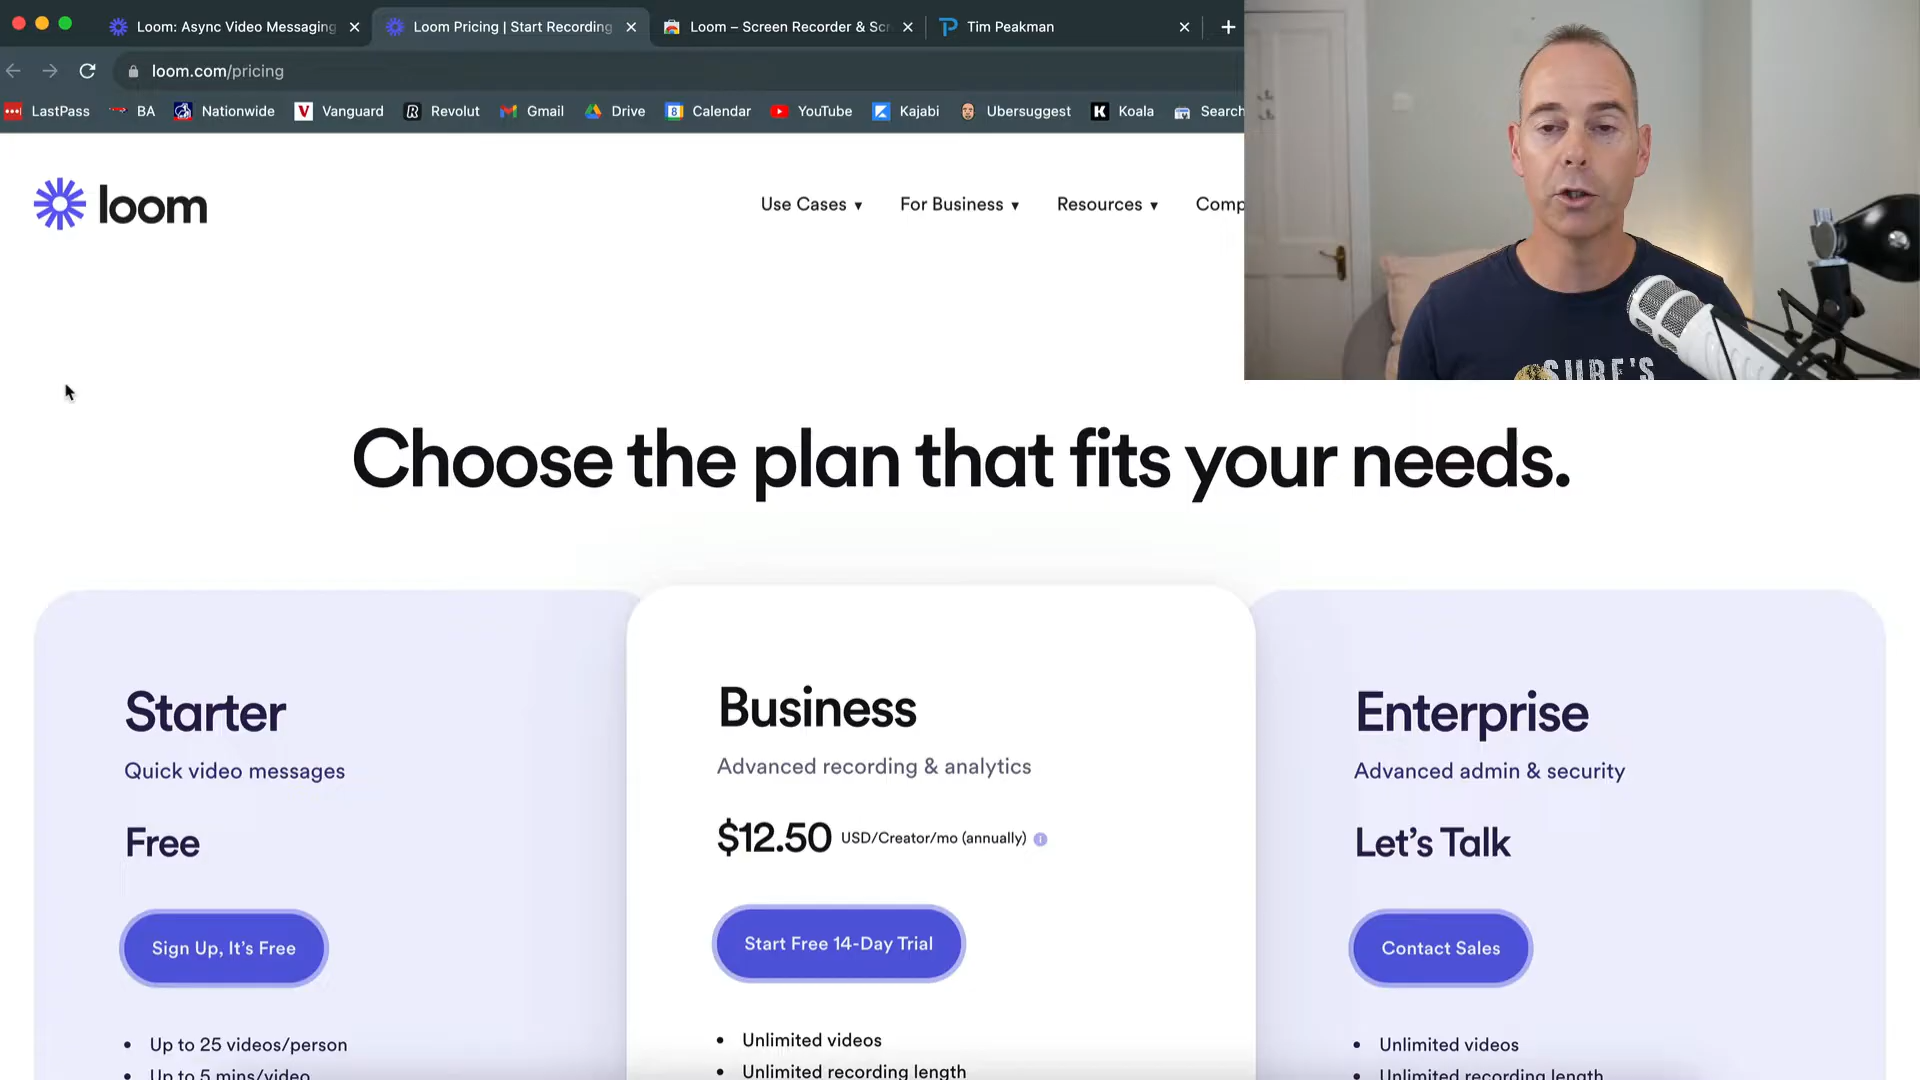 Loom: Async Video Messaging
Loom Pricing | Start Recording
Loom – Screen Recorder & Scr
Tim Peakman
loom.com/pricing
LastPass
BA
Nationwide
Vanguard
Revolut
Gmail
Drive
Calendar
YouTube
Kajabi
Ubersuggest
Koala
Search
loom
Use Cases
For Business
Resources
Comp
SURF'S
Choose the plan that fits your needs.
Starter
Quick video messages
Free
Sign Up, It's Free
Up to 25 videos/person
Up to 5 mins/video
Business
Advanced recording & analytics
$12.50 USD/Creator/mo (annually)
Start Free 14-Day Trial
Unlimited videos
Unlimited recording length
Enterprise
Advanced admin & security
Let's Talk
Contact Sales
Unlimited videos
Unlimited recording length